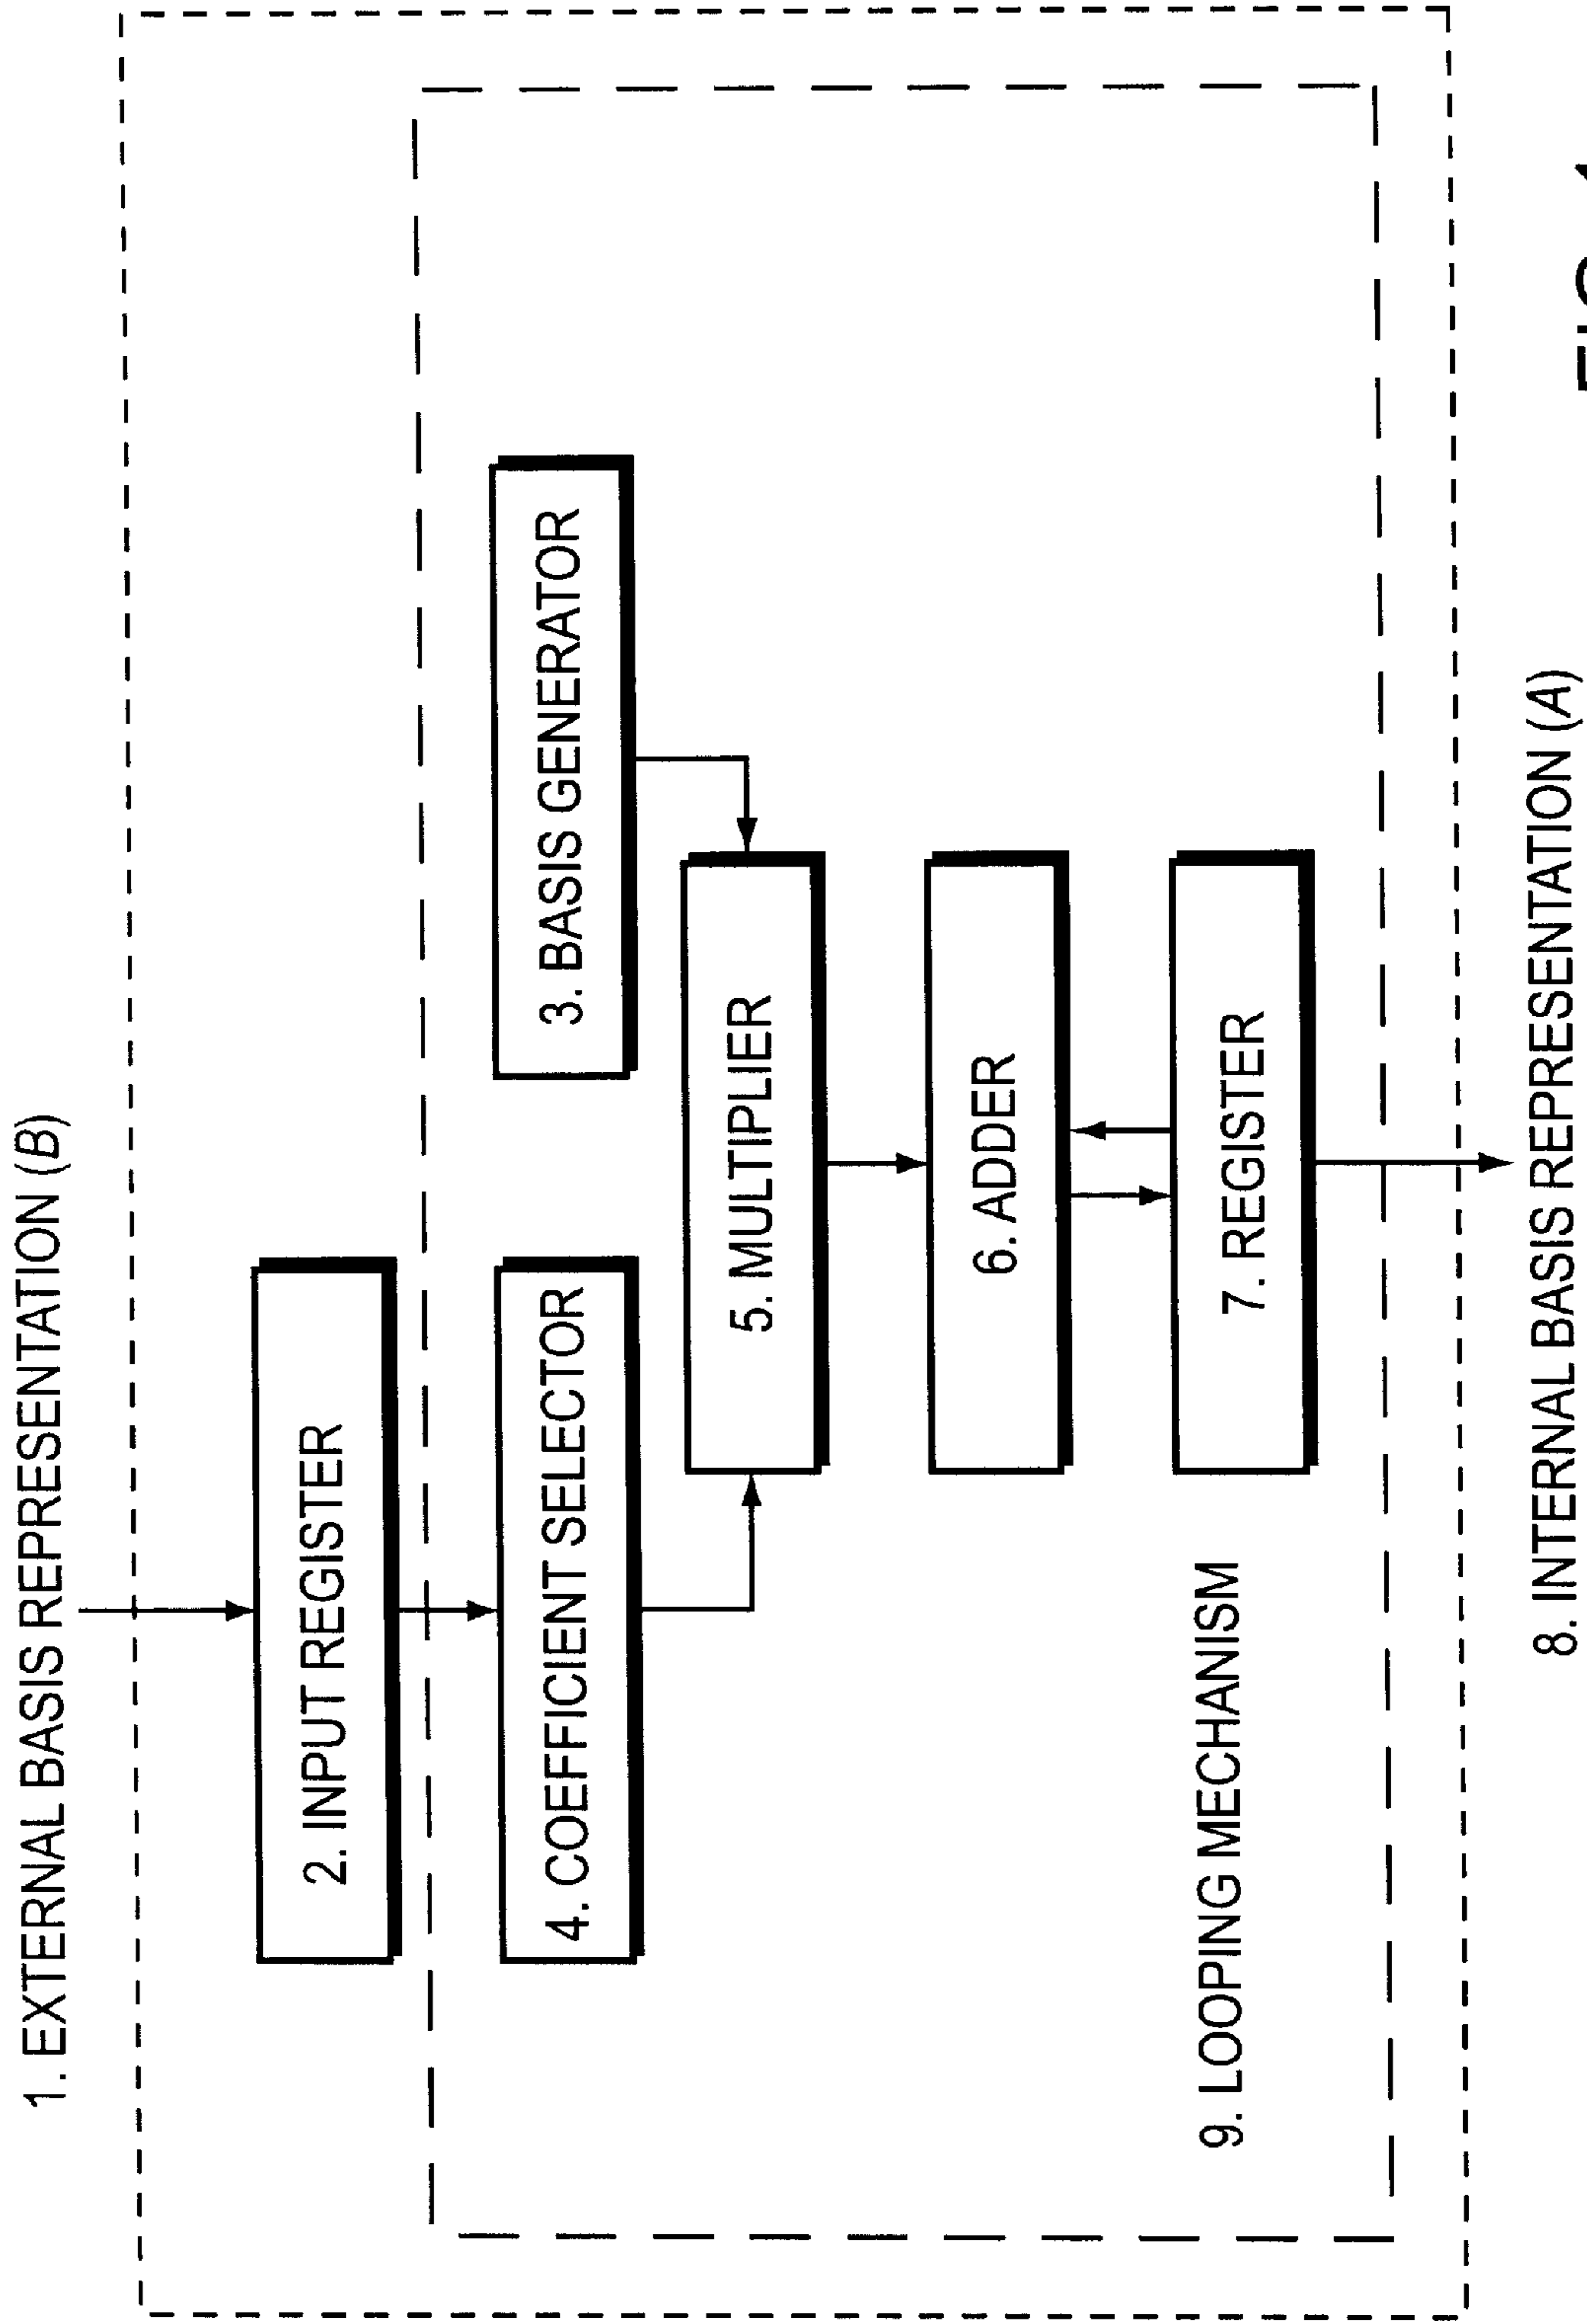 1. EXTERNAL BASIS REPRESENTATION (B)
2. INPUT REGISTER
4. COEFFICIENT SELECTOR
3. BASIS GENERATOR
5. MULTIPLIER
6. ADDER
7. REGISTER
9. LOOPING MECHANISM
8. INTERNAL BASIS REPRESENTATION (A)